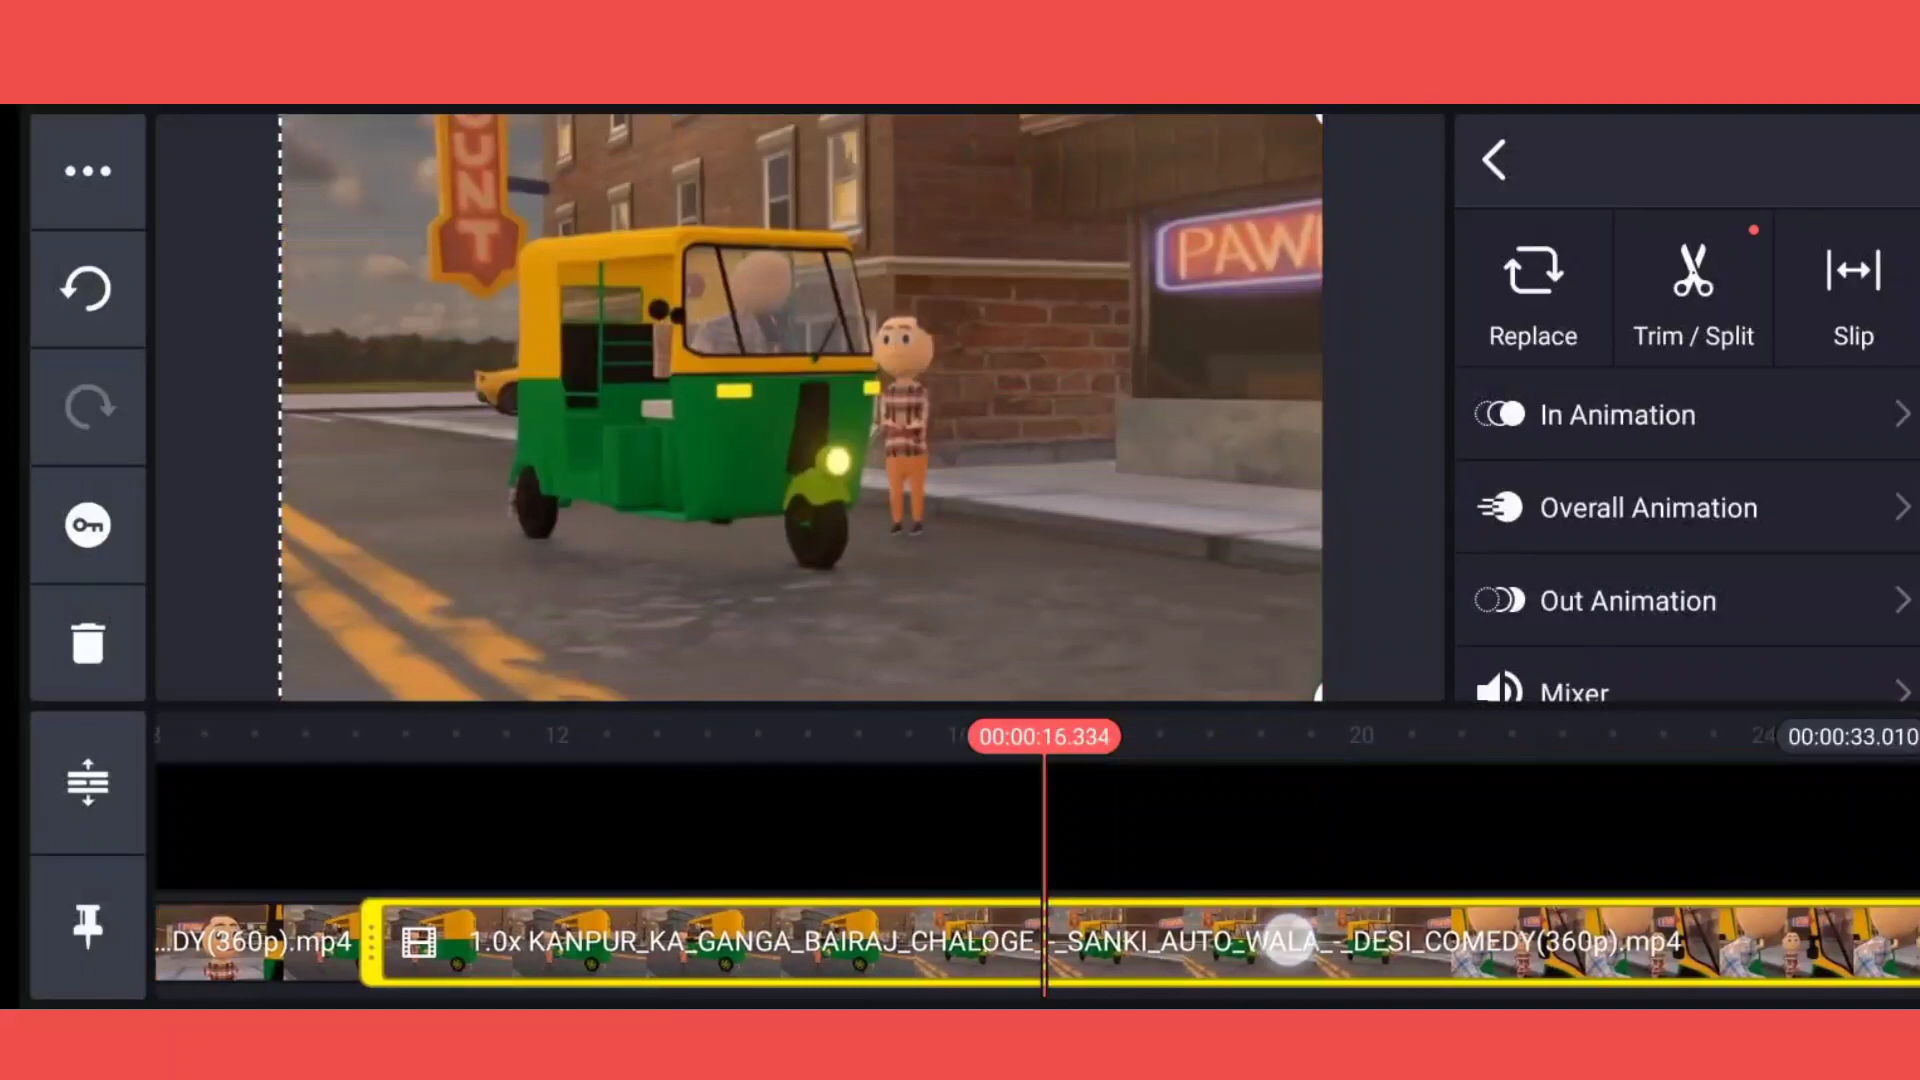 UNT
PAW
Replace
Trim / Split
Slip
In Animation
Overall Animation
Out Animation
Mixer
12
00:00:16.334
20
24
00:00:33.010
...DY(360p).mp4
1.0x KANPUR_KA_GANGA_BAIRAJ_CHALOGE_-_SANKI_AUTO_WALA_-_DESI_COMEDY(360p).mp4